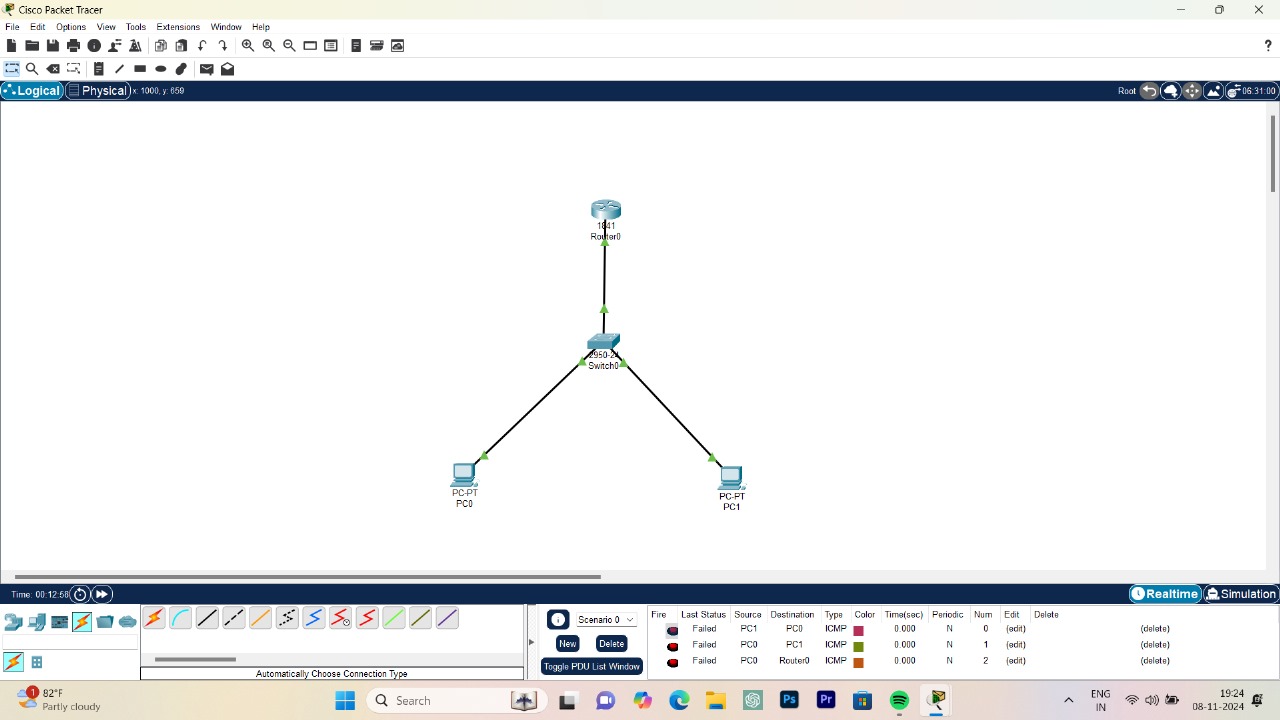 Cisco Packet Tracer
File Edit Options View Tools Extensions Window Help
?
Logical Physical x: 1000, y: 659 Root 06:31:00
1841
Router0
2950-24
Switch0
PC-PT
PC0
PC-PT
PC1
Time: 00:12:58 Realtime Simulation
Scenario 0
New Delete
Toggle PDU List Window
Fire Last Status Source Destination Type Color Time(sec) Periodic Num Edit Delete
Failed PC1 PC0 ICMP 0.000 N 0 (edit) (delete)
Failed PC0 PC1 ICMP 0.000 N 1 (edit) (delete)
Failed PC0 Router0 ICMP 0.000 N 2 (edit) (delete)
Automatically Choose Connection Type
1
82°F
Partly cloudy
Search
Ps
Pr
ENG
IN
19:24
08-11-2024